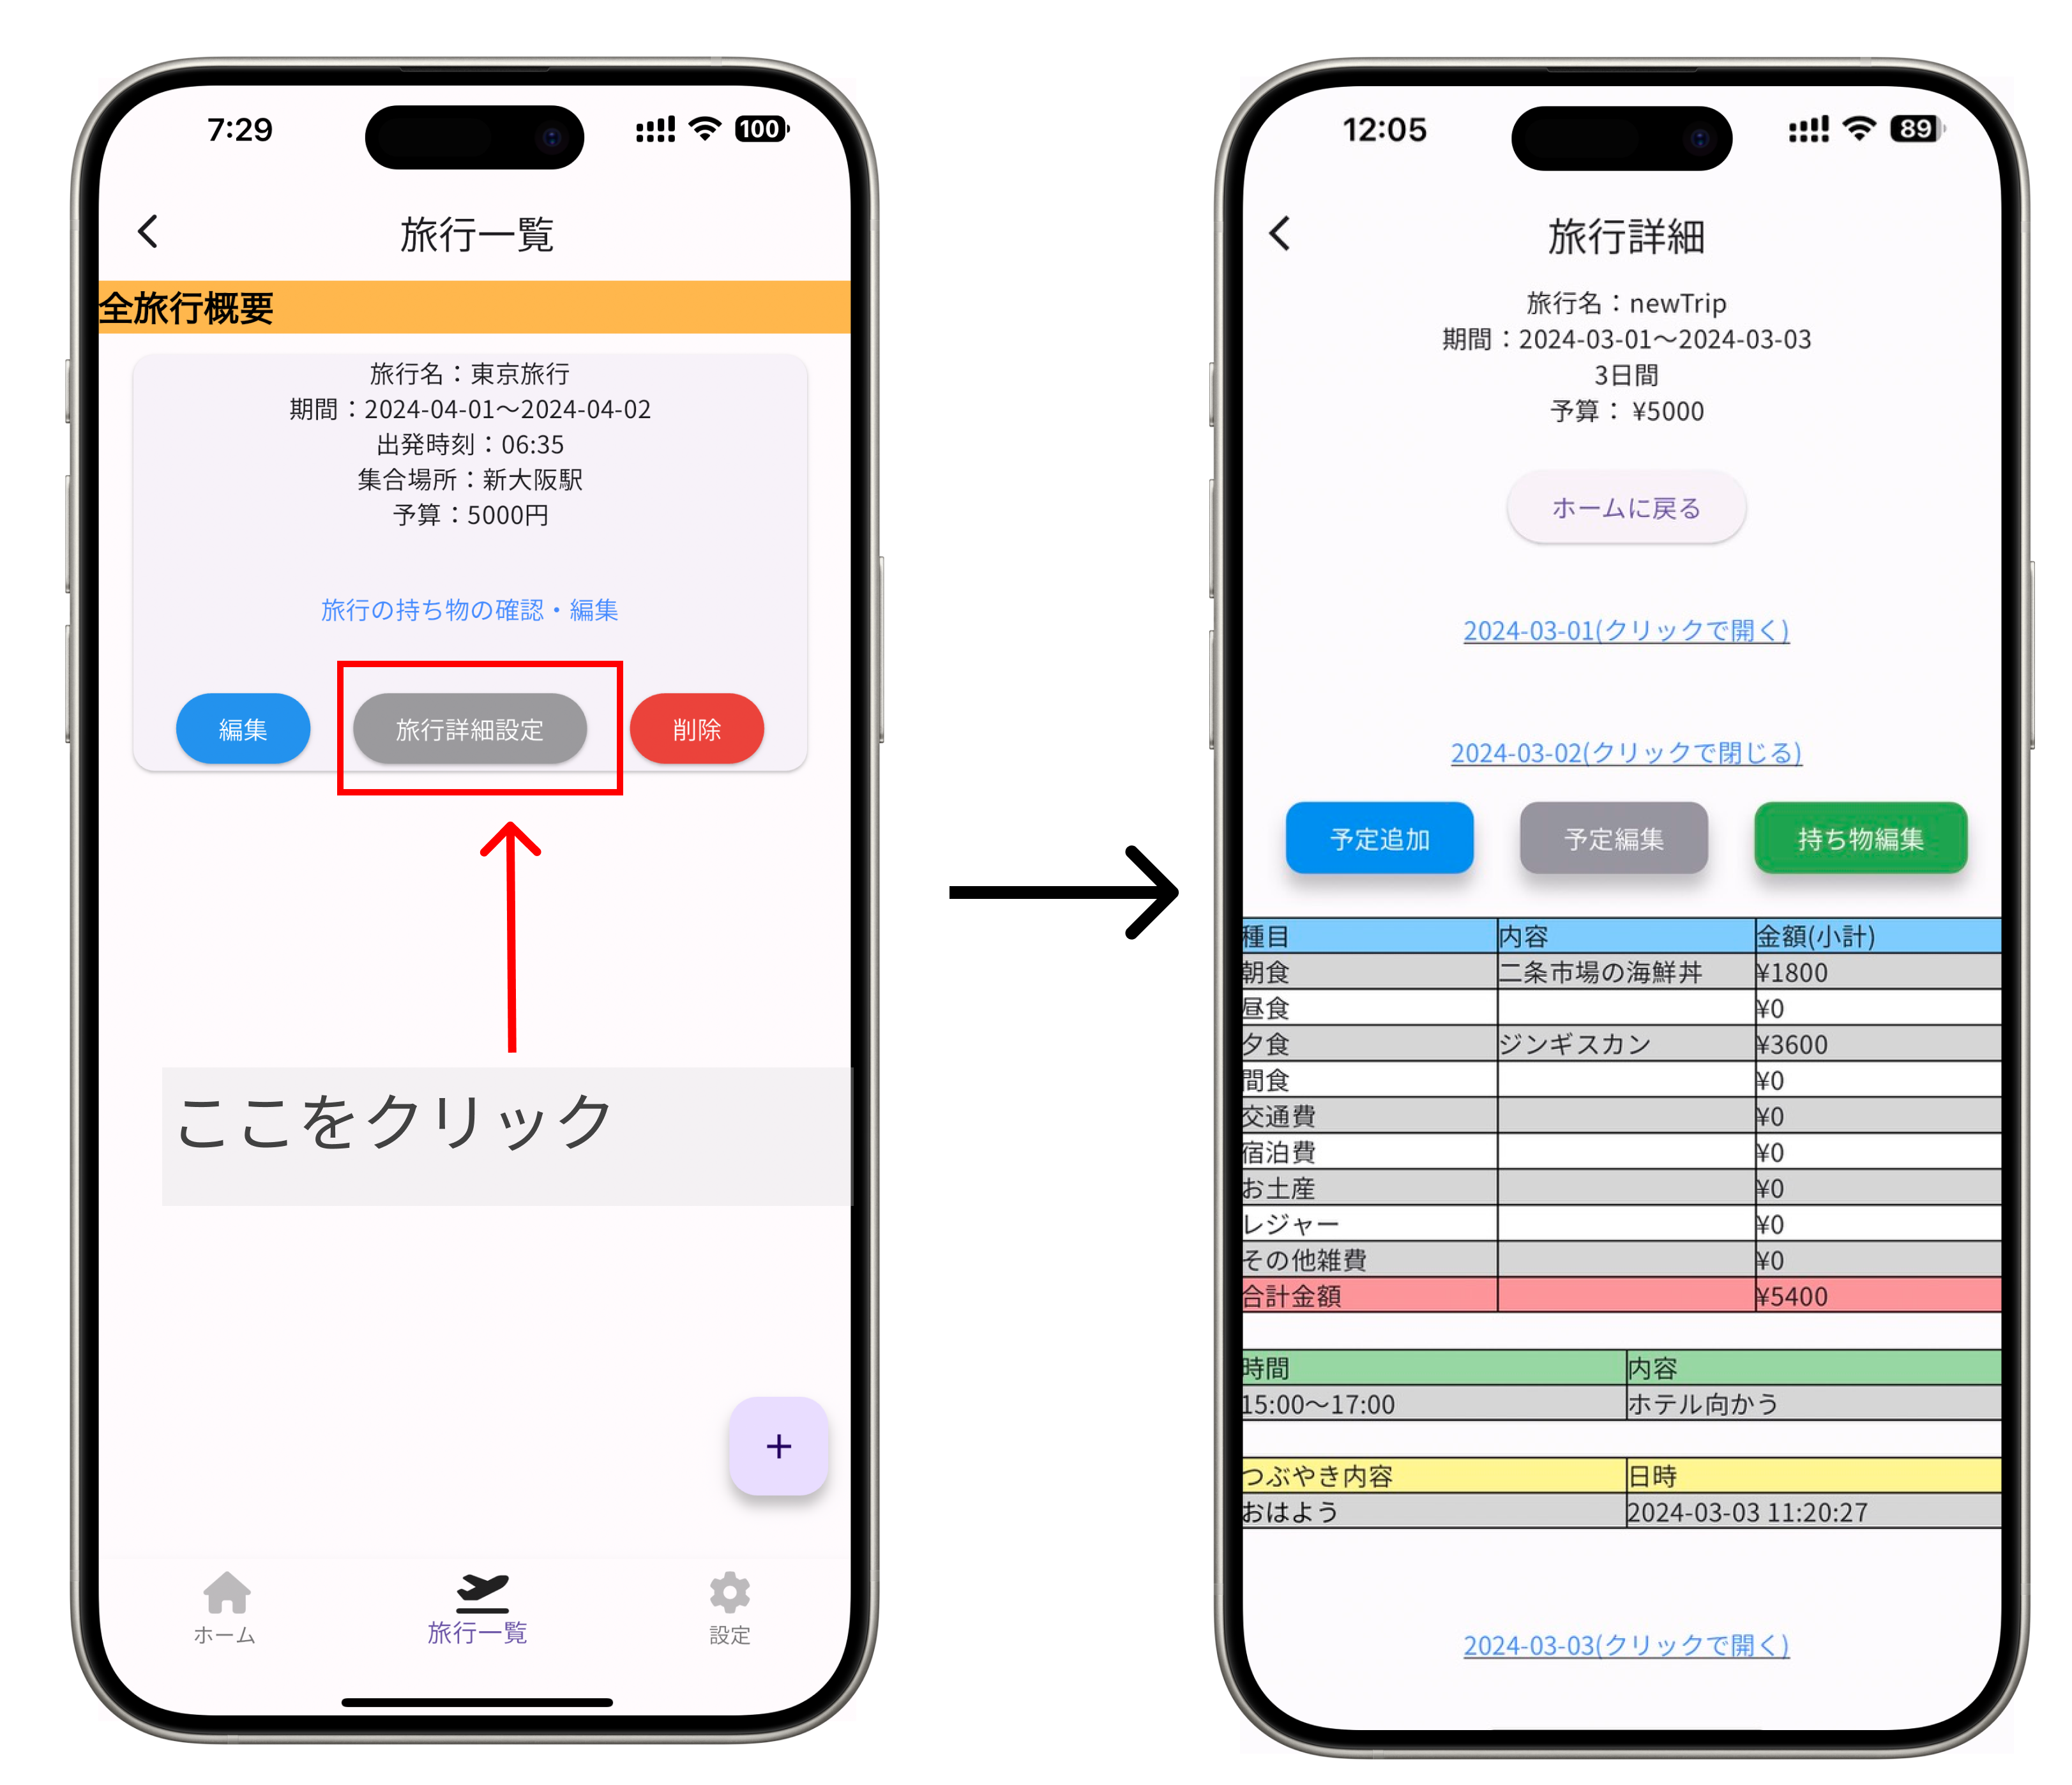 7:29
100
旅行一覧
全旅行概要
旅行名：東京旅行
期間：2024-04-01～2024-04-02
出発時刻：06:35
集合場所：新大阪駅
予算：5000円
旅行の持ち物の確認・編集
編集 旅行詳細設定 削除
ここをクリック
+
ホーム 旅行一覧 設定
12:05
89
旅行詳細
旅行名：newTrip
期間：2024-03-01～2024-03-03
3日間
予算： ¥5000
ホームに戻る
2024-03-01(クリックで開く)
2024-03-02(クリックで閉じる)
予定追加 予定編集 持ち物編集
種目 内容 金額(小計)
朝食 二条市場の海鮮丼 ¥1800
昼食 ¥0
夕食 ジンギスカン ¥3600
間食 ¥0
交通費 ¥0
宿泊費 ¥0
お土産 ¥0
レジャー ¥0
その他雑費 ¥0
合計金額 ¥5400
時間 内容
15:00～17:00 ホテル向かう
つぶやき内容 日時
おはよう 2024-03-03 11:20:27
2024-03-03(クリックで開く)